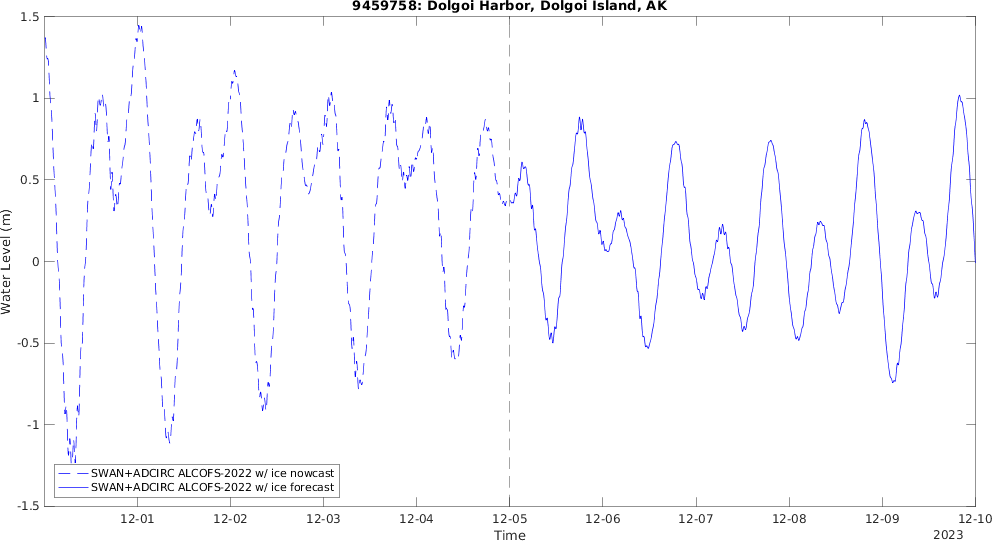 9459758: Dolgoi Harbor, Dolgoi Island, AK
1.5
1
0.5
0
-0.5
-1
-1.5
Water Level (m)
SWAN+ADCIRC ALCOFS-2022 w/ ice nowcast
SWAN+ADCIRC ALCOFS-2022 w/ ice forecast
12-01 12-02 12-03 12-04 12-05 12-06 12-07 12-08 12-09 12-10
Time
2023